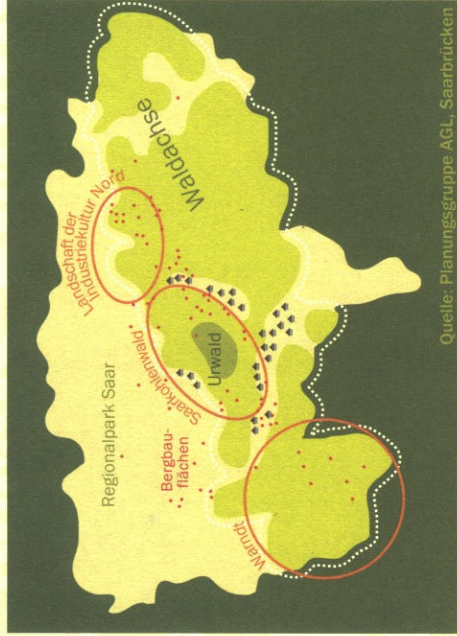 Regionalpark Saar
Landschaft der
Industriekultur Nord
Waldachse
Saarkohlenwald
Urwald
Bergbau-
flächen
Warndt
Quelle: Planungsgruppe AGL, Saarbrücken